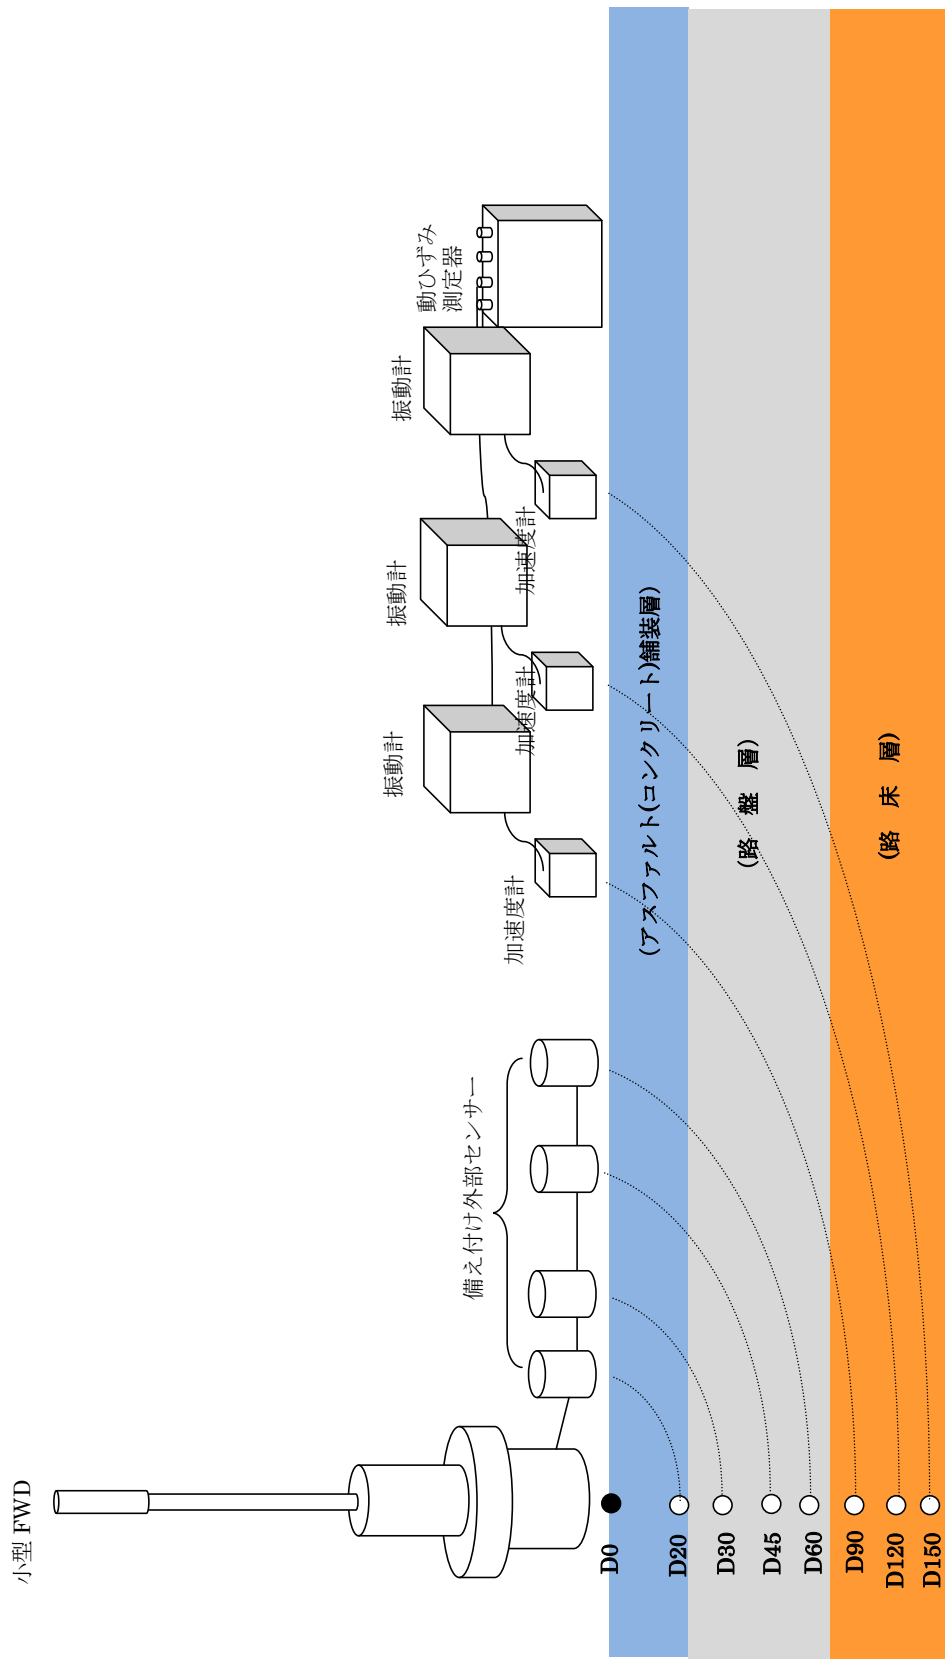 小型 FWD
備え付け外部センサー
加速度計
振動計
加速度計
振動計
加速度計
振動計
動ひずみ
測定器
(アスファルト(コンクリート)舗装層)
(路 盤 層)
(路 床 層)
D0
D20
D30
D45
D60
D90
D120
D150